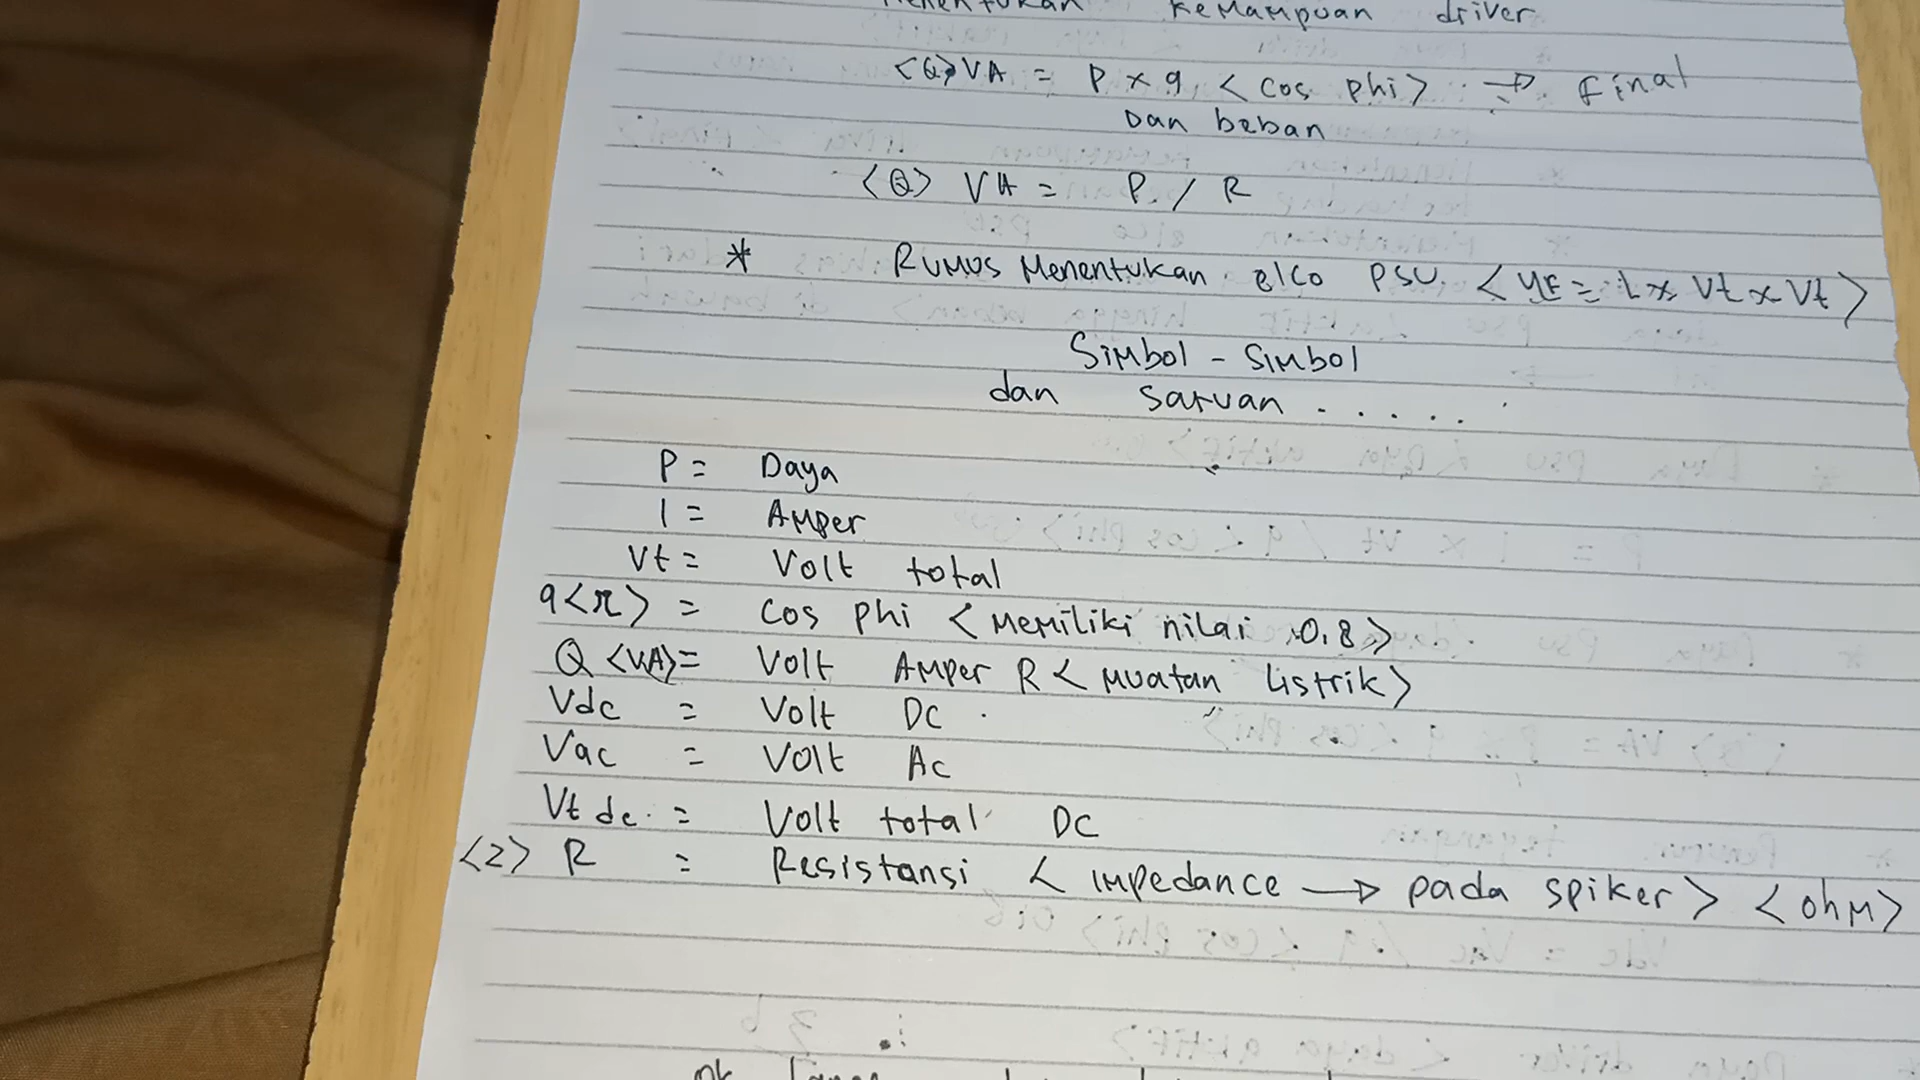 Menentukan kemampuan driver
<Q> VA = P x q < cos phi > → final
Dan beban
<Q> VA = P / R
* Rumus Menentukan elco PSU < μF = I x Vt x Vt >
Simbol - Simbol
dan satuan . . . . .
P = Daya
I = Amper
Vt = Volt total
q <π> = cos phi < Memiliki nilai 0,8 >
Q <VA> = Volt Amper R < Muatan Listrik >
Vdc = Volt DC
Vac = Volt Ac
Vt dc = Volt total DC
<Z> R = Resistansi < impedance → pada spiker > < ohm >